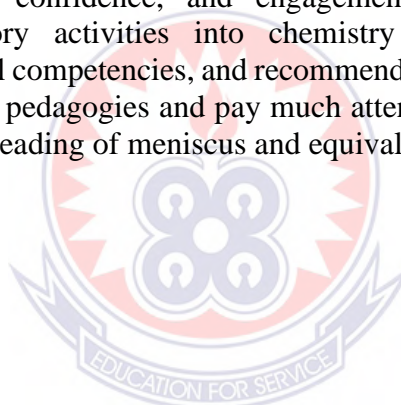 confidence, and engagement
ory activities into chemistry
l competencies, and recommend
pedagogies and pay much atten
eading of meniscus and equival
EDUCATION FOR SERVICE